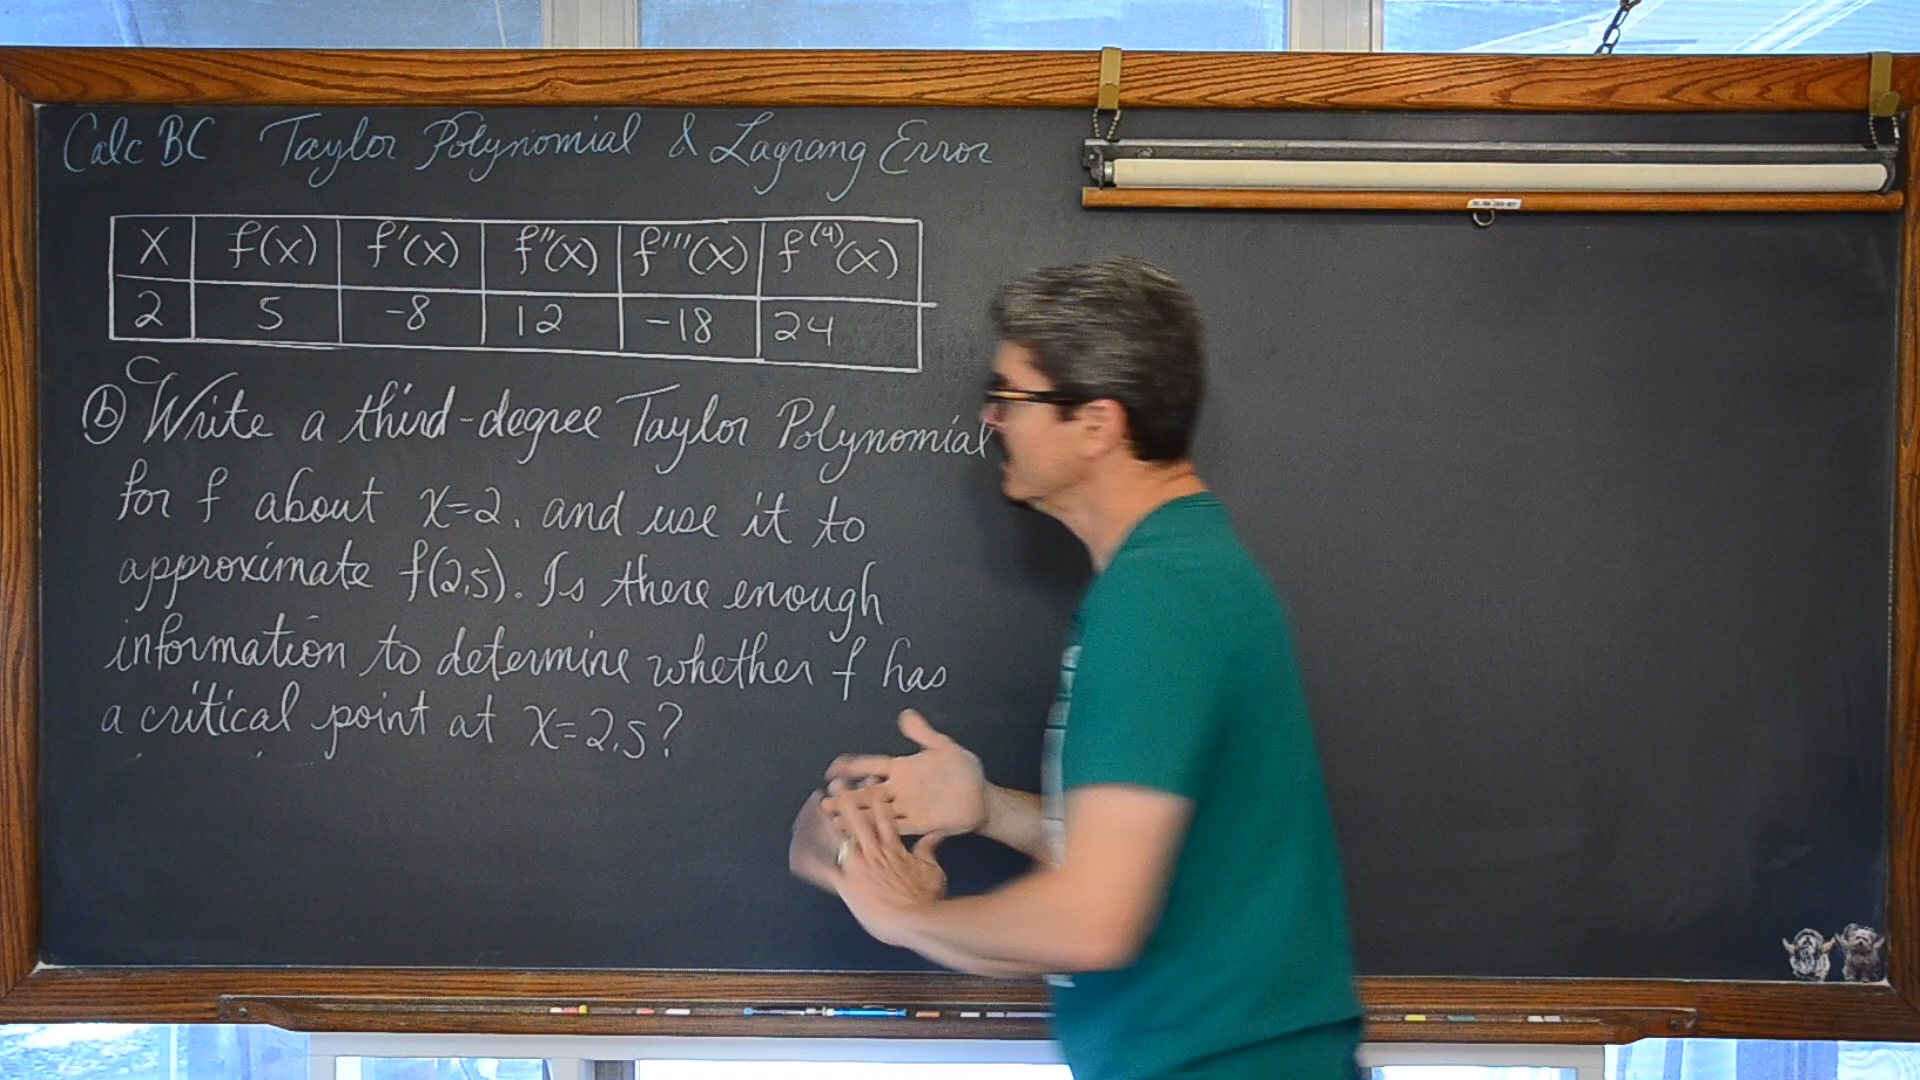 Calc BC Taylor Polynomial & Lagrang Error
X f(x) f'(x) f''(x) f'''(x) f⁽⁴⁾(x)
2 5 -8 12 -18 24
ⓑ Write a third-degree Taylor Polynomial
for f about x=2, and use it to
approximate f(2.5). Is there enough
information to determine whether f has
a critical point at x=2.5?